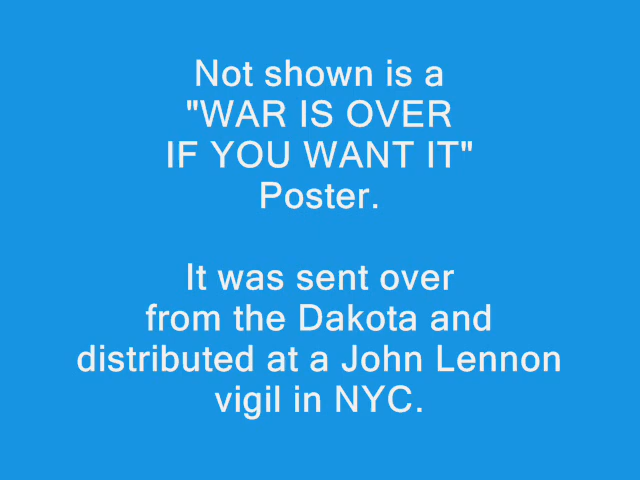 Not shown is a
"WAR IS OVER
IF YOU WANT IT"
Poster.
It was sent over
from the Dakota and
distributed at a John Lennon
vigil in NYC.